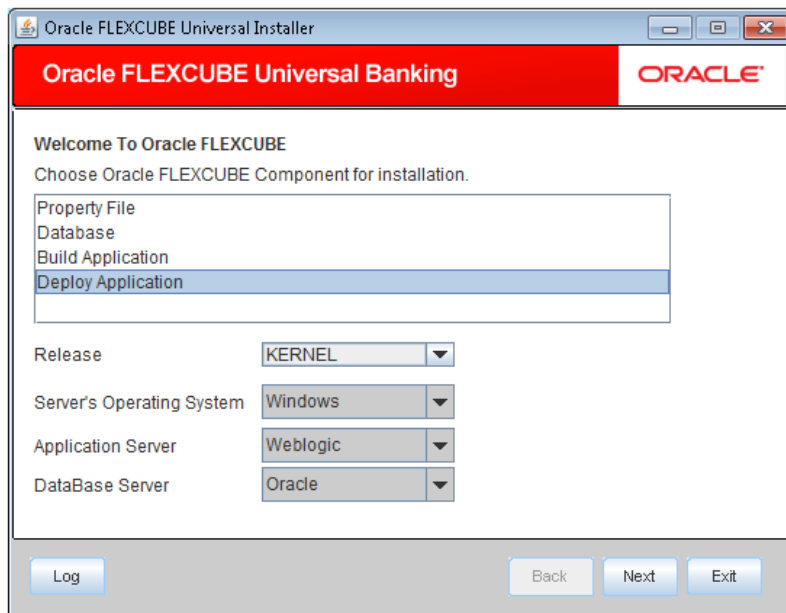 Oracle FLEXCUBE Universal Installer
Oracle FLEXCUBE Universal Banking
ORACLE®
Welcome To Oracle FLEXCUBE
Choose Oracle FLEXCUBE Component for installation.
Property File
Database
Build Application
Deploy Application
Release KERNEL
Server's Operating System Windows
Application Server Weblogic
DataBase Server Oracle
Log Back Next Exit